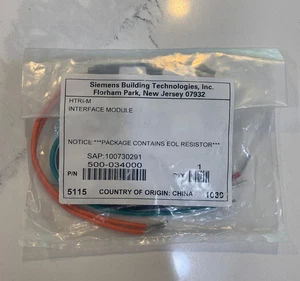 Siemens Building Technologies, Inc.
Florham Park, New Jersey 07932
HTRI-M
INTERFACE MODULE
NOTICE ***PACKAGE CONTAINS EOL RESISTOR***
SAP:100730291
P/N 500-034000 QTY 1
5115 COUNTRY OF ORIGIN: CHINA 1036